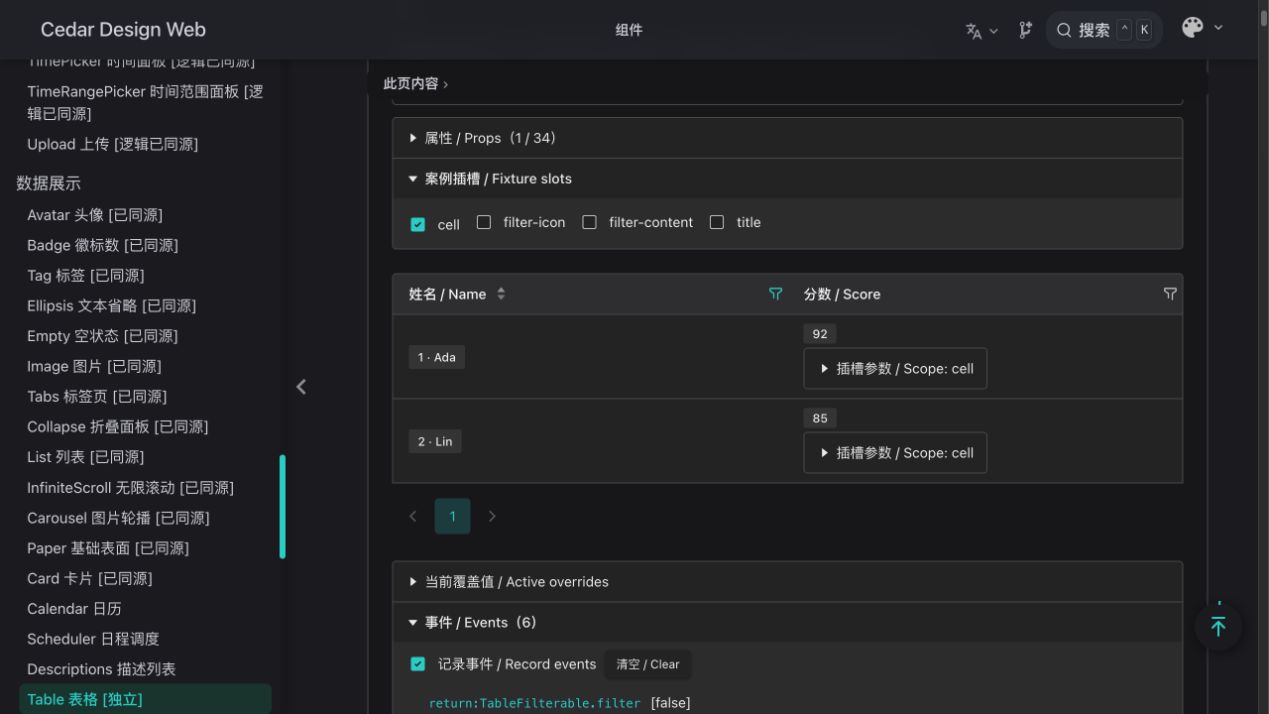 Cedar Design Web
组件
搜索
^ K
TimePicker 时间面板 [逻辑已同源]
TimeRangePicker 时间范围面板 [逻
辑已同源]
Upload 上传 [逻辑已同源]
数据展示
Avatar 头像 [已同源]
Badge 徽标数 [已同源]
Tag 标签 [已同源]
Ellipsis 文本省略 [已同源]
Empty 空状态 [已同源]
Image 图片 [已同源]
Tabs 标签页 [已同源]
Collapse 折叠面板 [已同源]
List 列表 [已同源]
InfiniteScroll 无限滚动 [已同源]
Carousel 图片轮播 [已同源]
Paper 基础表面 [已同源]
Card 卡片 [已同源]
Calendar 日历
Scheduler 日程调度
Descriptions 描述列表
Table 表格 [独立]
此页内容 ›
属性 / Props（1 / 34）
案例插槽 / Fixture slots
cell filter-icon filter-content title
姓名 / Name 分数 / Score
1 · Ada
92
插槽参数 / Scope: cell
2 · Lin
85
插槽参数 / Scope: cell
1
当前覆盖值 / Active overrides
事件 / Events（6）
记录事件 / Record events 清空 / Clear
return:TableFilterable.filter [false]